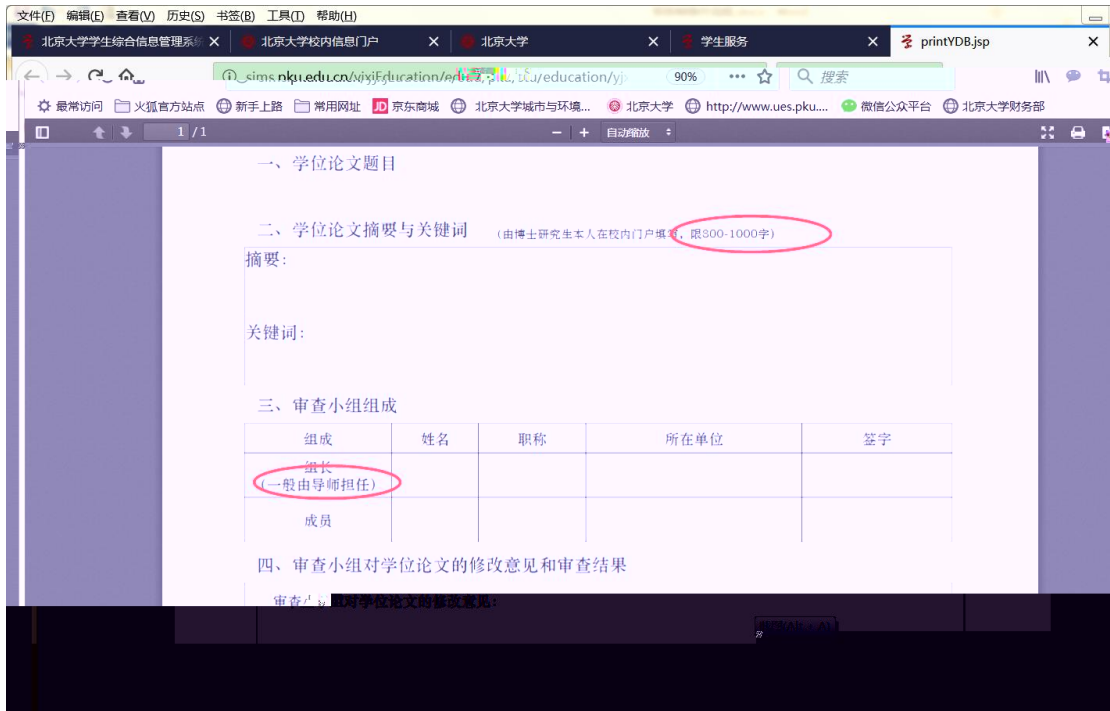 文件(F) 编辑(E) 查看(V) 历史(S) 书签(B) 工具(T) 帮助(H)
北京大学学生综合信息管理系统 北京大学校内信息门户 北京大学 学生服务 printYDB.jsp
90% 搜索
最常访问 火狐官方站点 新手上路 常用网址 JD 京东商城 北京大学城市与环境... 北京大学 http://www.ues.pku.... 微信公众平台 北京大学财务部
1 / 1 自动缩放
一、学位论文题目
二、学位论文摘要与关键词 (由博士研究生本人在校内门户填写，限800-1000字)
摘要:
关键词:
三、审查小组组成
组成 姓名 职称 所在单位 签字
组长
(一般由导师担任)
成员
四、审查小组对学位论文的修改意见和审查结果
审查小组对学位论文的修改意见: